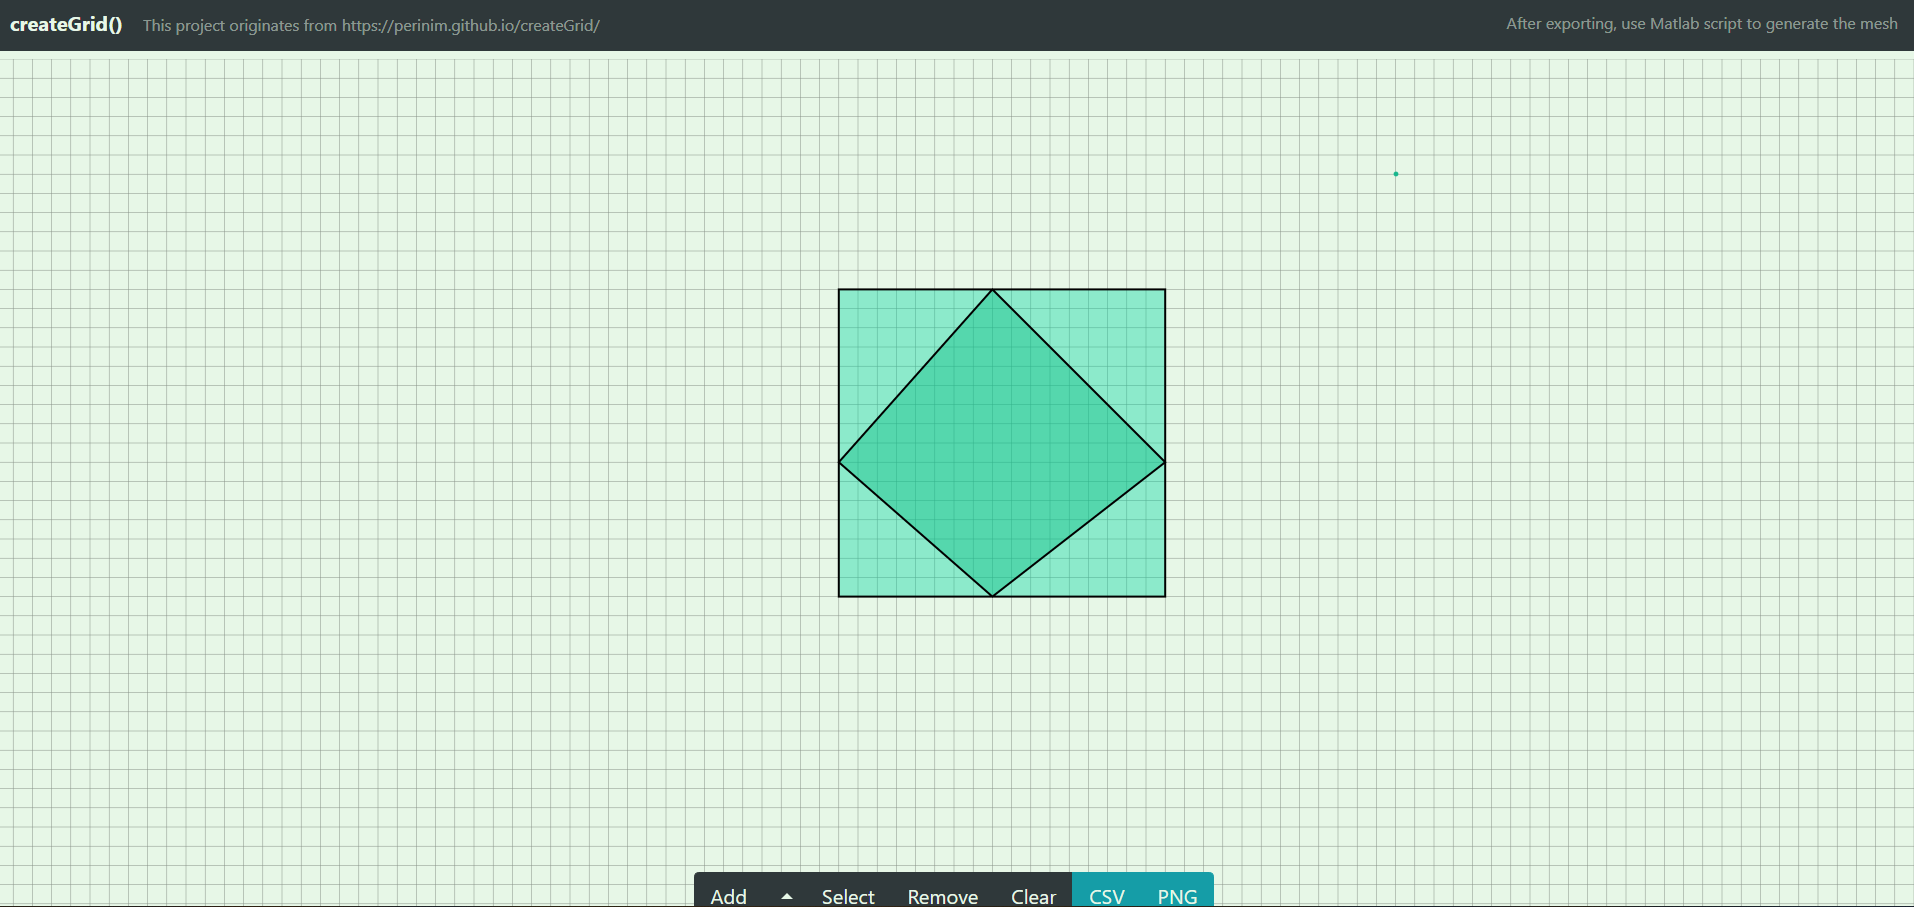 createGrid() This project originates from https://perinim.github.io/createGrid/ After exporting, use Matlab script to generate the mesh
Add Select Remove Clear CSV PNG